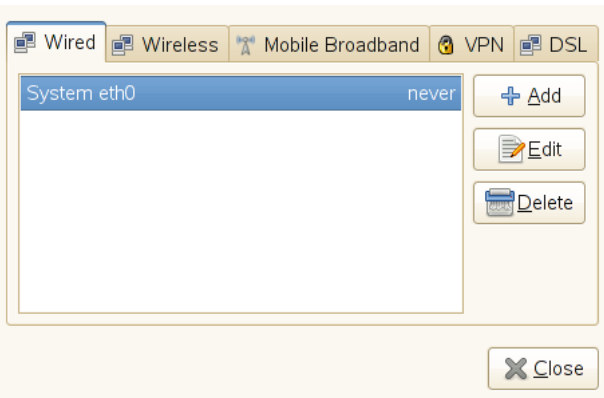 Wired Wireless Mobile Broadband VPN DSL
System eth0 never
Add
Edit
Delete
Close